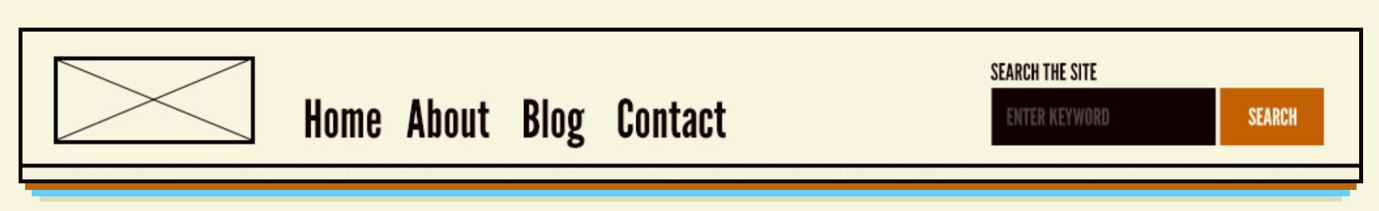 Home About Blog Contact
SEARCH THE SITE
ENTER KEYWORD
SEARCH